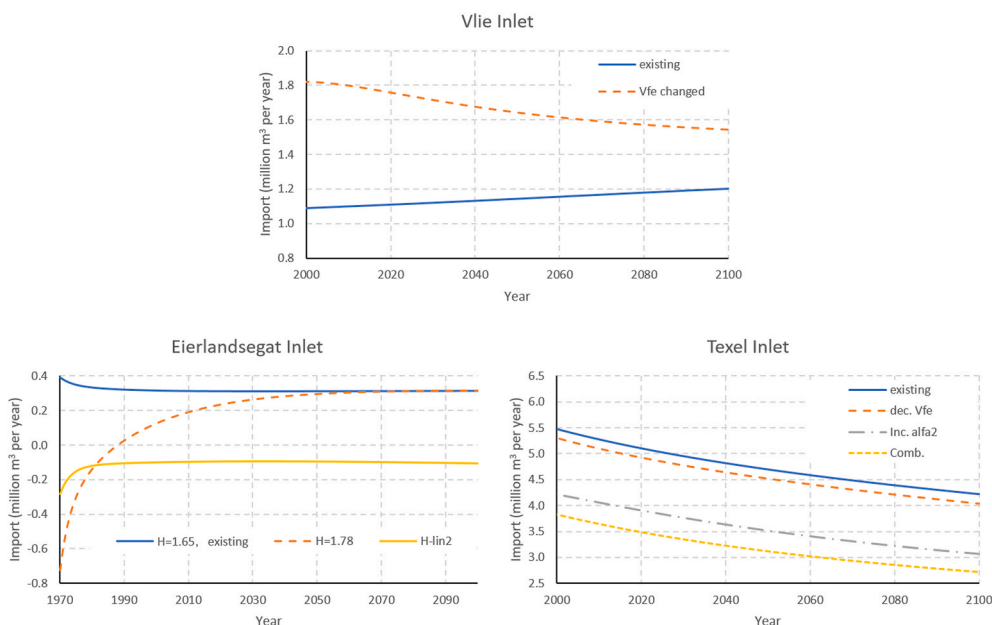 Vlie Inlet
2.0
1.8
1.6
1.4
1.2
1.0
0.8
Import (million m³ per year)
existing
Vfe changed
2000 2020 2040 2060 2080 2100
Year
Eierlandsegat Inlet
0.4
0.2
0.0
-0.2
-0.4
-0.6
-0.8
Import (million m³ per year)
H=1.65, existing H=1.78 H-lin2
1970 1990 2010 2030 2050 2070 2090
Year
Texel Inlet
6.5
6.0
5.5
5.0
4.5
4.0
3.5
3.0
2.5
Import (million m³ per year)
existing
dec. Vfe
Inc. alfa2
Comb.
2000 2020 2040 2060 2080 2100
Year